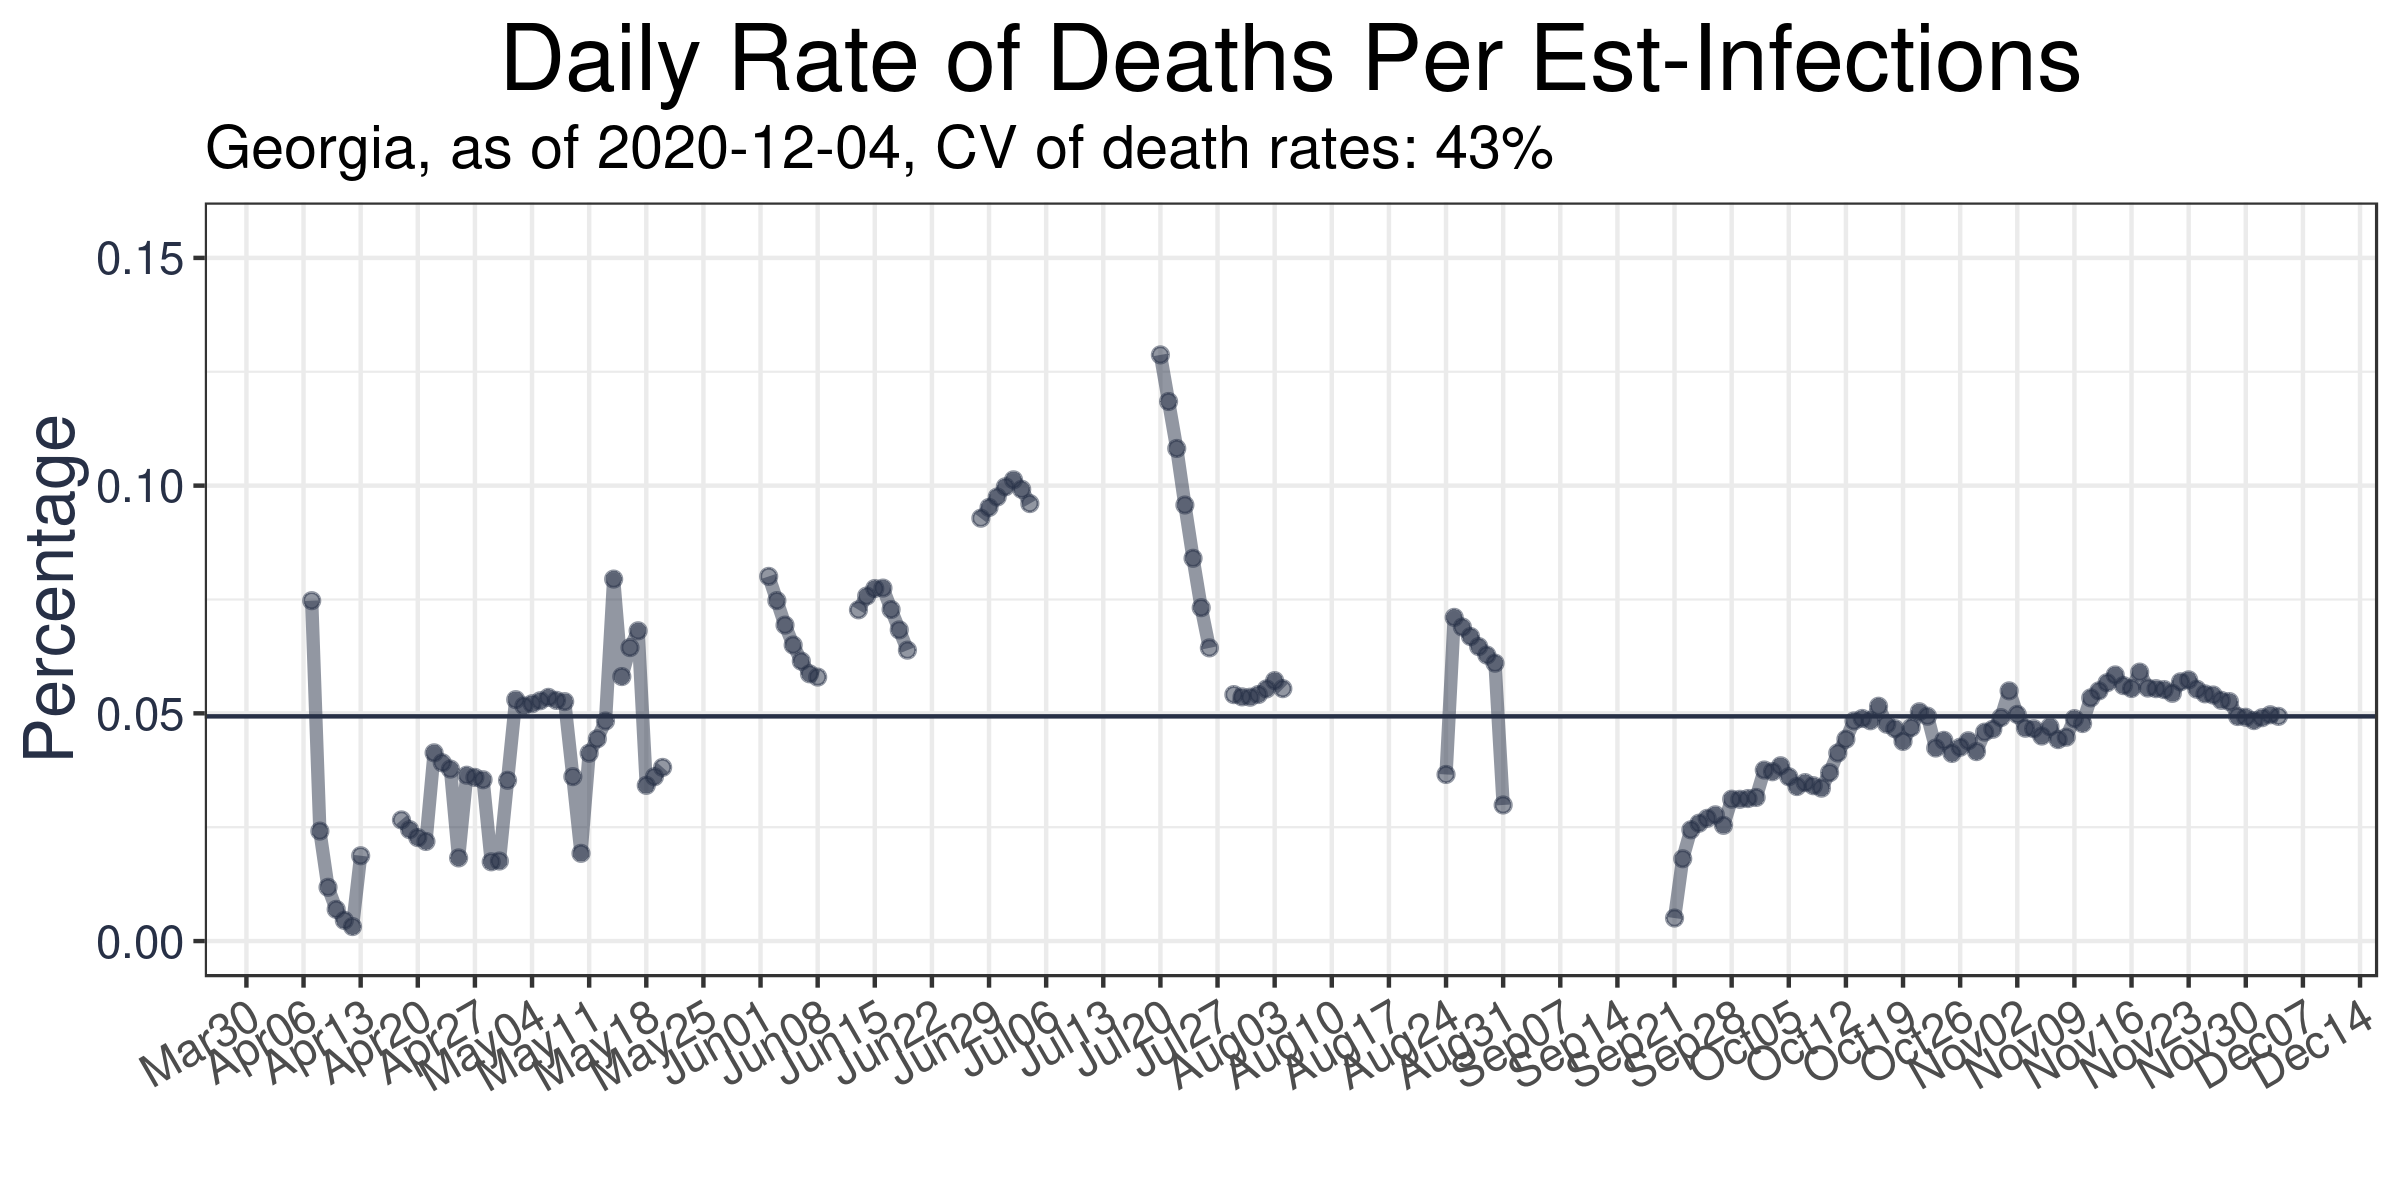 Daily Rate of Deaths Per Est-Infections
Georgia, as of 2020-12-04, CV of death rates: 43%
Percentage
0.15
0.10
0.05
0.00
Mar30
Apr06
Apr13
Apr20
Apr27
May04
May11
May18
May25
Jun01
Jun08
Jun15
Jun22
Jun29
Jul06
Jul13
Jul20
Jul27
Aug03
Aug10
Aug17
Aug24
Aug31
Sep07
Sep14
Sep21
Sep28
Oct05
Oct12
Oct19
Oct26
Nov02
Nov09
Nov16
Nov23
Nov30
Dec07
Dec14